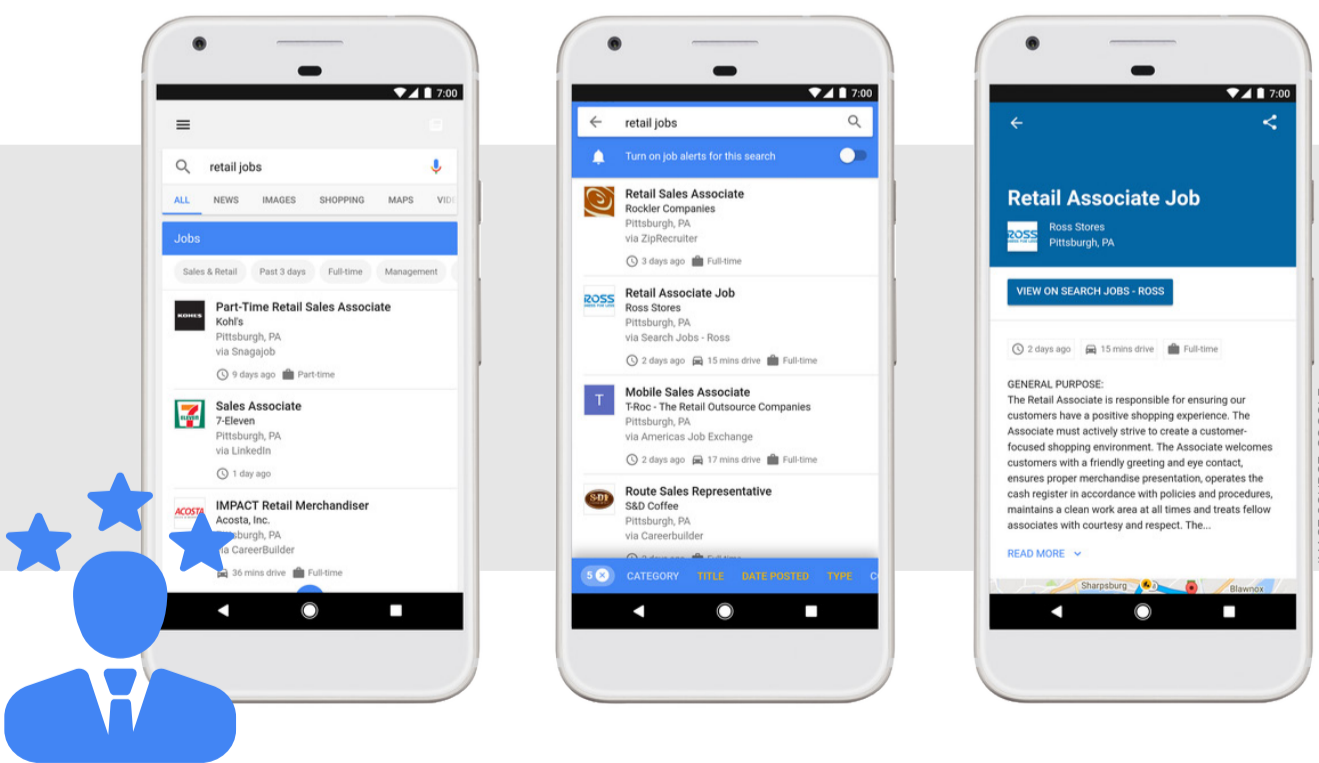 7:00
retail jobs
ALL NEWS IMAGES SHOPPING MAPS
Jobs
Sales & Retail Past 3 days Full-time Management
KOHL'S
Part-Time Retail Sales Associate
Kohl's
Pittsburgh, PA
via Snagajob
9 days ago Part-time
Sales Associate
7-Eleven
Pittsburgh, PA
via LinkedIn
1 day ago
ACOSTA
IMPACT Retail Merchandiser
Acosta, Inc.
sburgh, PA
a CareerBuilder
36 mins drive Full-time
7:00
retail jobs
Turn on job alerts for this search
Retail Sales Associate
Rockler Companies
Pittsburgh, PA
via ZipRecruiter
3 days ago Full-time
ROSS
Retail Associate Job
Ross Stores
Pittsburgh, PA
via Search Jobs - Ross
2 days ago 15 mins drive Full-time
T
Mobile Sales Associate
T-Roc - The Retail Outsource Companies
Pittsburgh, PA
via Americas Job Exchange
2 days ago 17 mins drive Full-time
S&D
Route Sales Representative
S&D Coffee
Pittsburgh, PA
via Careerbuilder
5 CATEGORY TITLE DATE POSTED TYPE
7:00
Retail Associate Job
ROSS
Ross Stores
Pittsburgh, PA
VIEW ON SEARCH JOBS - ROSS
2 days ago 15 mins drive Full-time
GENERAL PURPOSE:
The Retail Associate is responsible for ensuring our
customers have a positive shopping experience. The
Associate must actively strive to create a customer-
focused shopping environment. The Associate welcomes
customers with a friendly greeting and eye contact,
ensures proper merchandise presentation, operates the
cash register in accordance with policies and procedures,
maintains a clean work area at all times and treats fellow
associates with courtesy and respect. The...
READ MORE
Sharpsburg
Blawnox